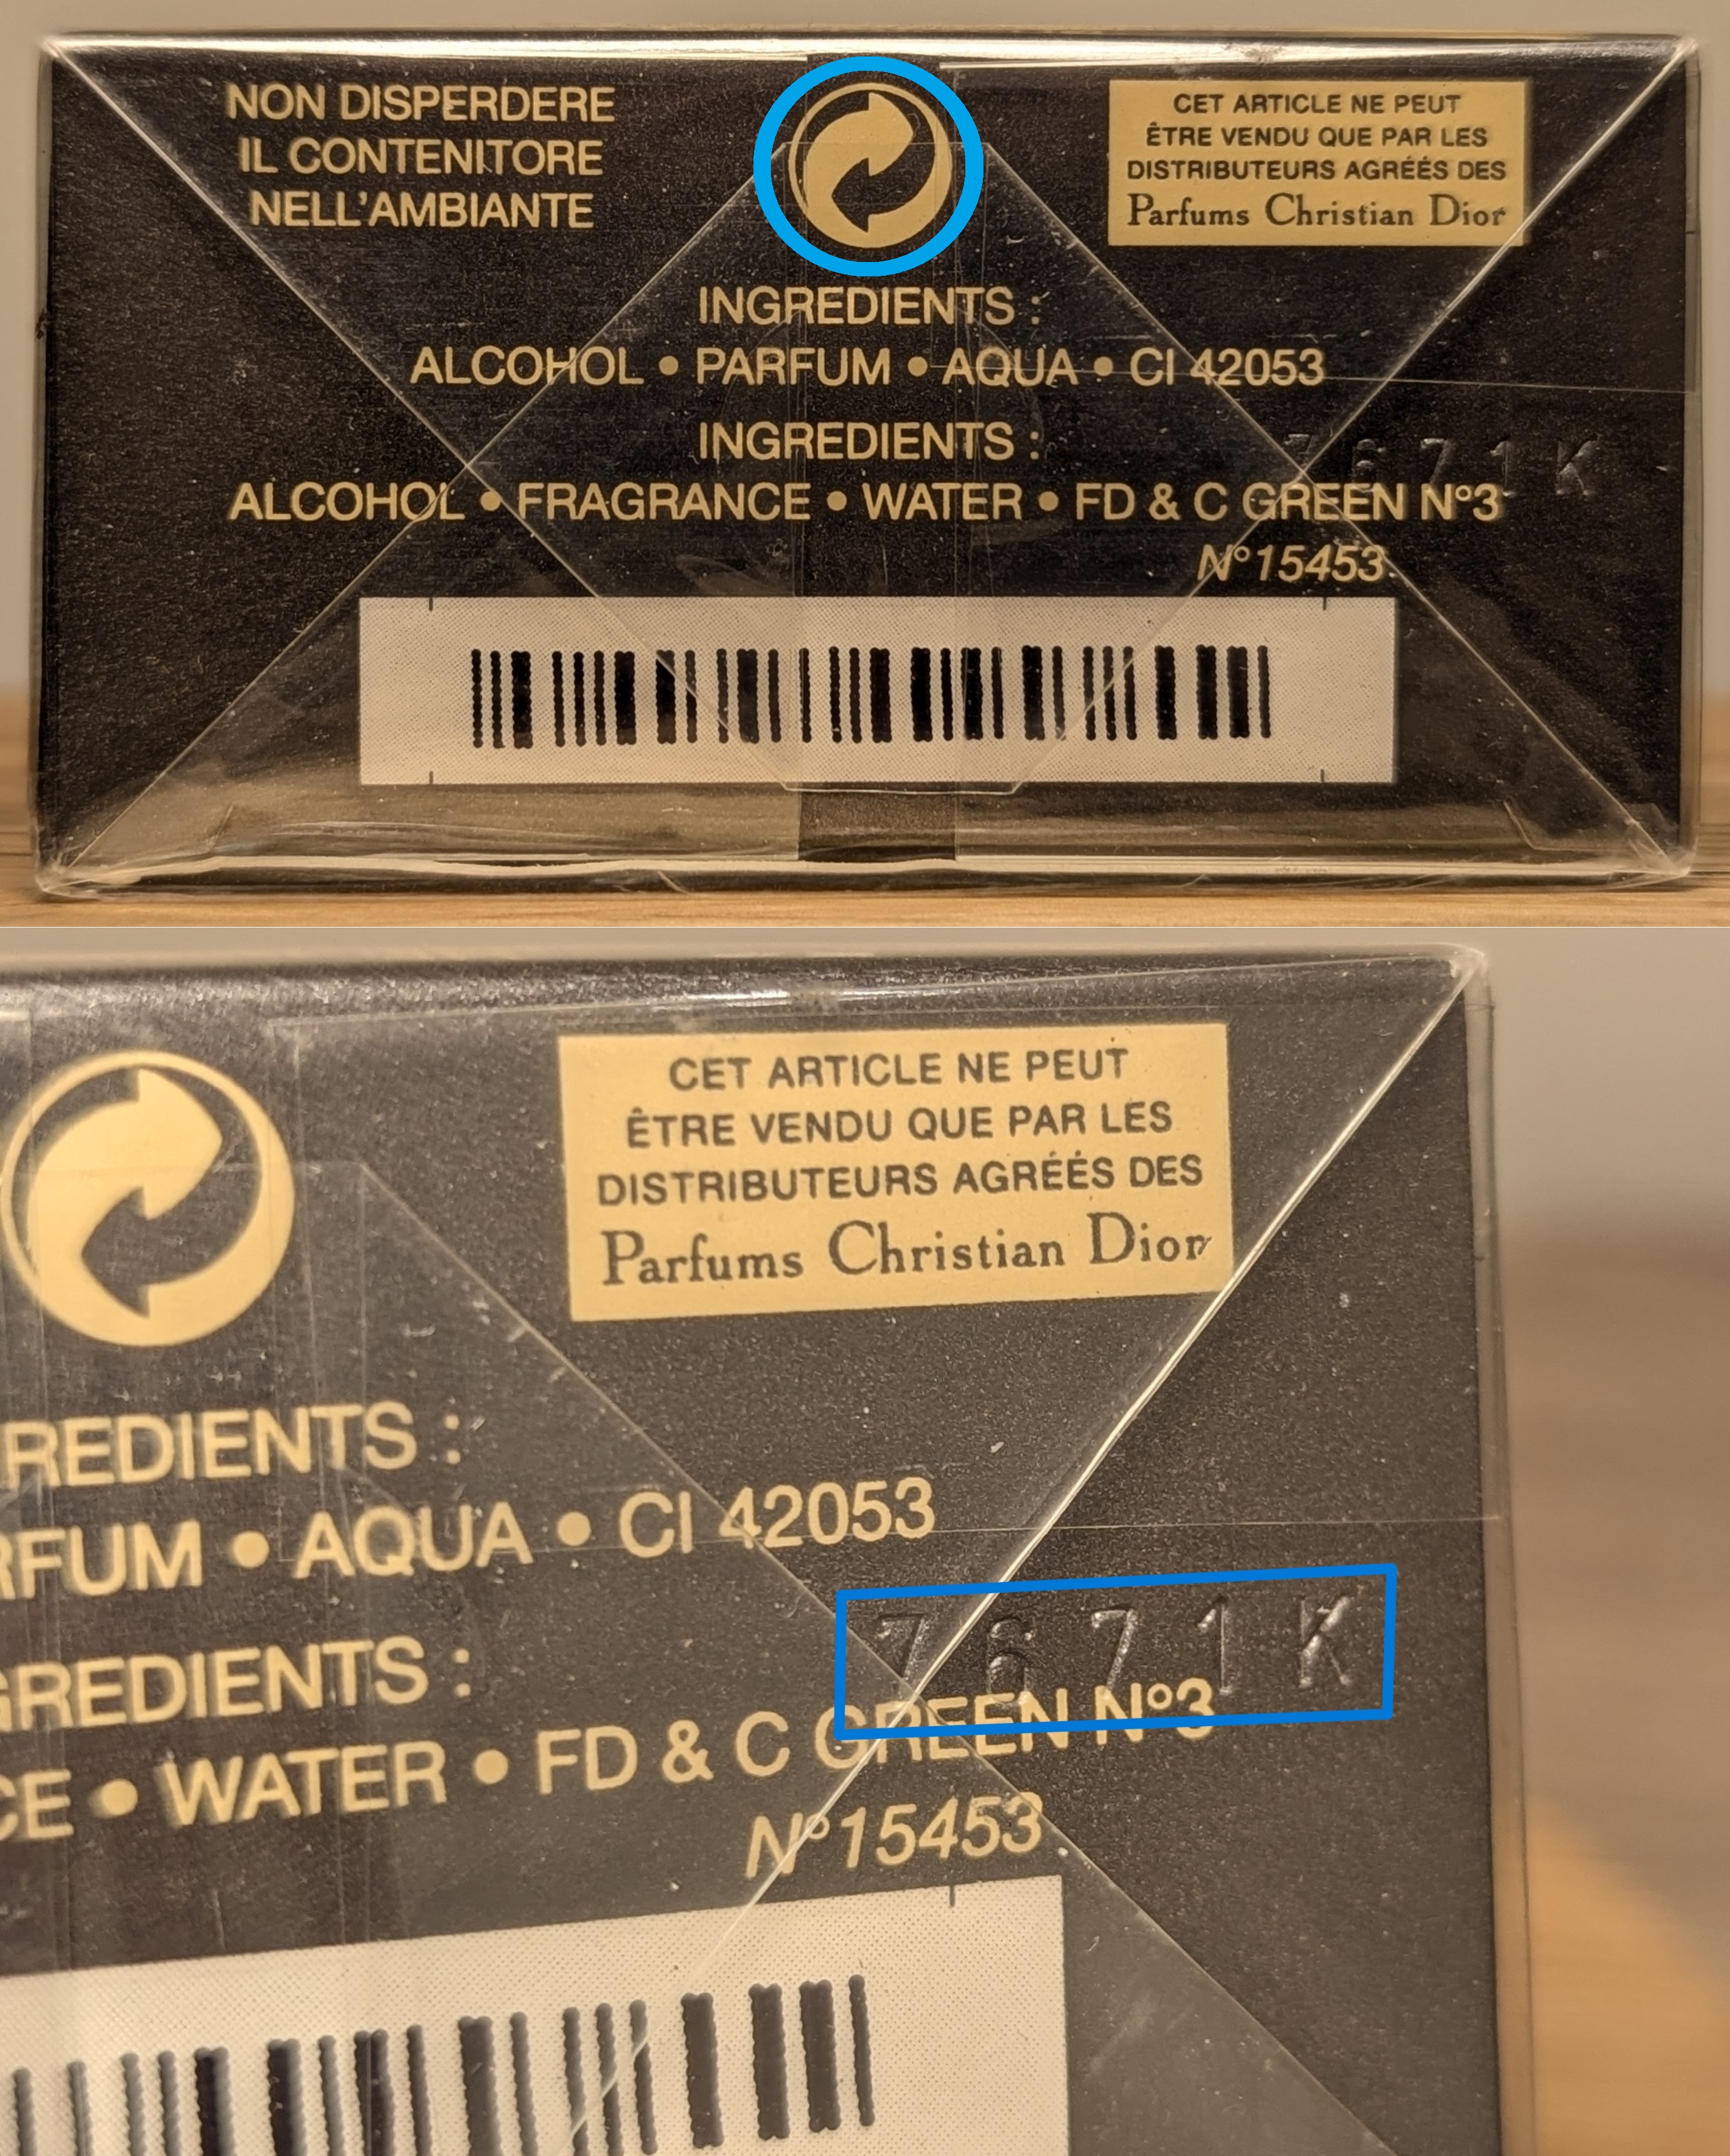 NON DISPERDERE
IL CONTENITORE
NELL'AMBIANTE
CET ARTICLE NE PEUT
ÊTRE VENDU QUE PAR LES
DISTRIBUTEURS AGRÉÉS DES
Parfums Christian Dior
INGREDIENTS :
ALCOHOL • PARFUM • AQUA • CI 42053
INGREDIENTS :
7671K
ALCOHOL • FRAGRANCE • WATER • FD & C GREEN N°3
N°15453
CET ARTICLE NE PEUT
ÊTRE VENDU QUE PAR LES
DISTRIBUTEURS AGRÉÉS DES
Parfums Christian Dior
REDIENTS :
RFUM • AQUA • CI 42053
7671K
GREDIENTS :
CE • WATER • FD & C GREEN N°3
N°15453